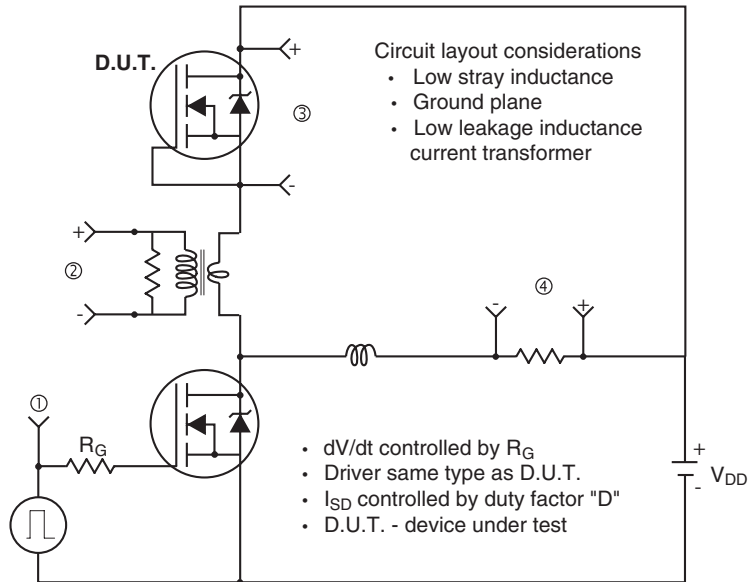 D.U.T.
+
Circuit layout considerations
• Low stray inductance
• Ground plane
• Low leakage inductance
current transformer
③
-
+
②
-
④
-
+
①
R_G
• dV/dt controlled by R_G
• Driver same type as D.U.T.
• I_SD controlled by duty factor "D"
• D.U.T. - device under test
+
V_DD
-